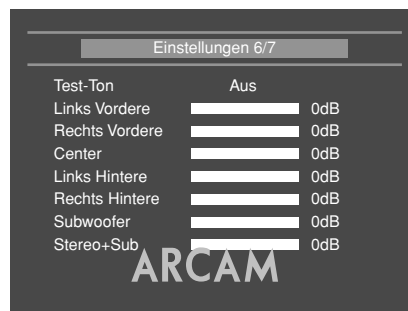 Einstellungen 6/7
Test-Ton Aus
Links Vordere 0dB
Rechts Vordere 0dB
Center 0dB
Links Hintere 0dB
Rechts Hintere 0dB
Subwoofer 0dB
Stereo+Sub 0dB
ARCAM